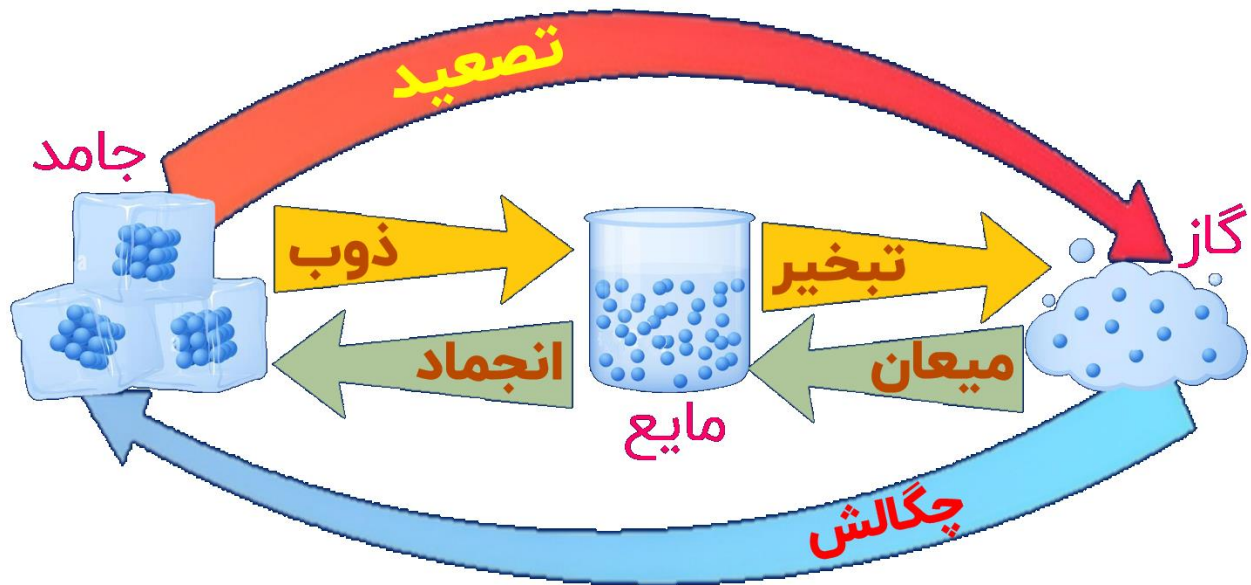 تصعید
جامد
گاز
ذوب
تبخیر
انجماد
میعان
مایع
چگالش